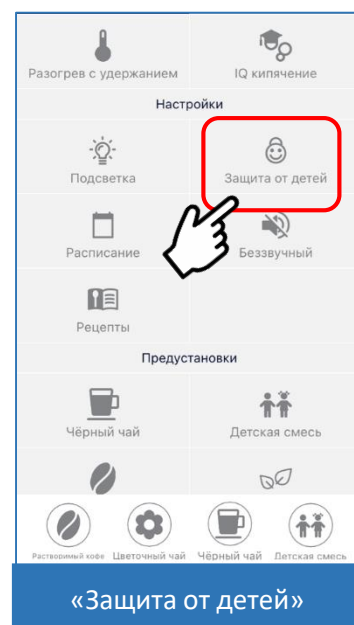 Разогрев с удержанием
IQ кипячение
Настройки
Подсветка
Защита от детей
Расписание
Беззвучный
Рецепты
Предустановки
Чёрный чай
Детская смесь
Растворимый кофе
Цветочный чай
Чёрный чай
Детская смесь
«Защита от детей»